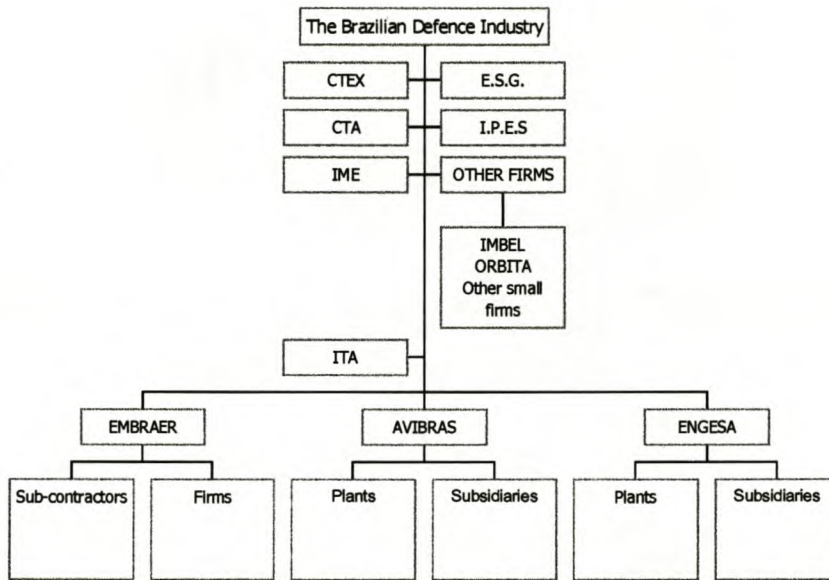 The Brazilian Defence Industry
CTEX
E.S.G.
CTA
I.P.E.S
IME
OTHER FIRMS
IMBEL
ORBITA
Other small
firms
ITA
EMBRAER
AVIBRAS
ENGESA
Sub-contractors
Firms
Plants
Subsidiaries
Plants
Subsidiaries